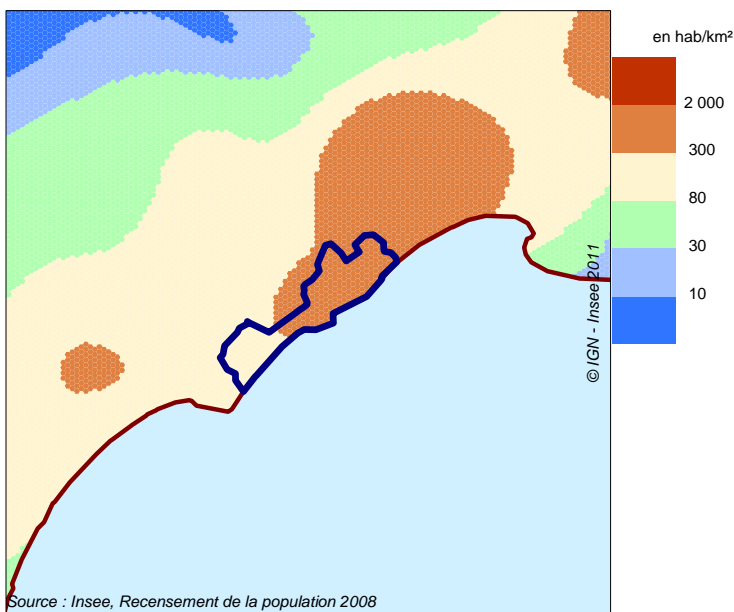 en hab/km²
2 000
300
80
30
10
© IGN - Insee 2011
Source : Insee, Recensement de la population 2008